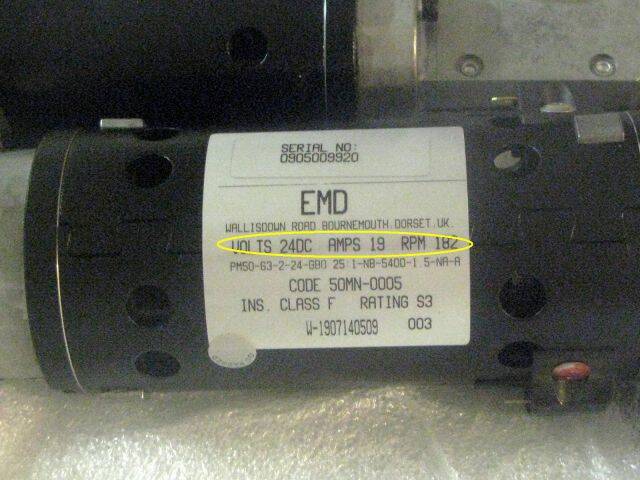 SERIAL NO:
0905009920
EMD
WALLISDOWN ROAD BOURNEMOUTH.DORSET.UK.
VOLTS 24DC AMPS 19 RPM 182
PM50-63-2-24-GB0 25 1-NB-5400-1.5-NA-A
CODE 50MN-0005
INS. CLASS F RATING S3
W-1907140509 003